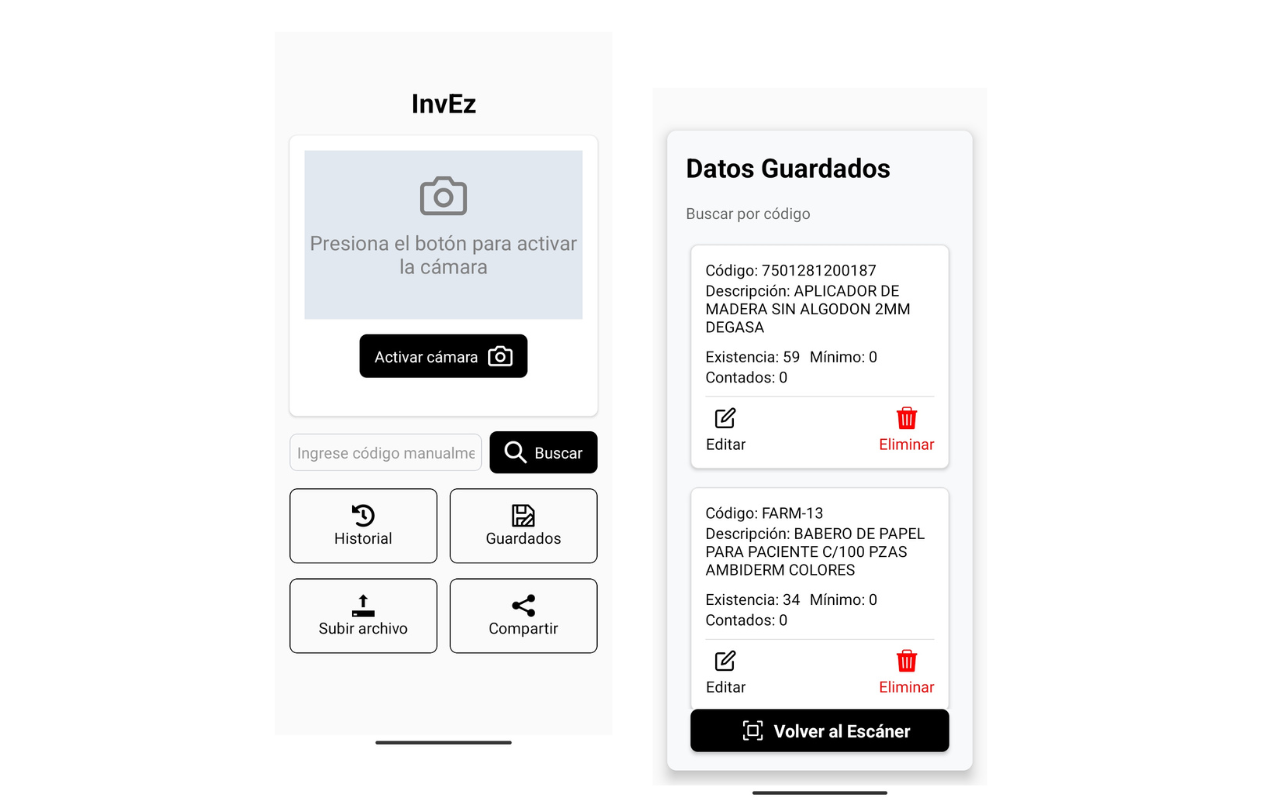 InvEz
Presiona el botón para activar
la cámara
Activar cámara
Ingrese código manualme
Buscar
Historial
Guardados
Subir archivo
Compartir
Datos Guardados
Buscar por código
Código: 7501281200187
Descripción: APLICADOR DE
MADERA SIN ALGODON 2MM
DEGASA
Existencia: 59 Mínimo: 0
Contados: 0
Editar
Eliminar
Código: FARM-13
Descripción: BABERO DE PAPEL
PARA PACIENTE C/100 PZAS
AMBIDERM COLORES
Existencia: 34 Mínimo: 0
Contados: 0
Editar
Eliminar
Volver al Escáner